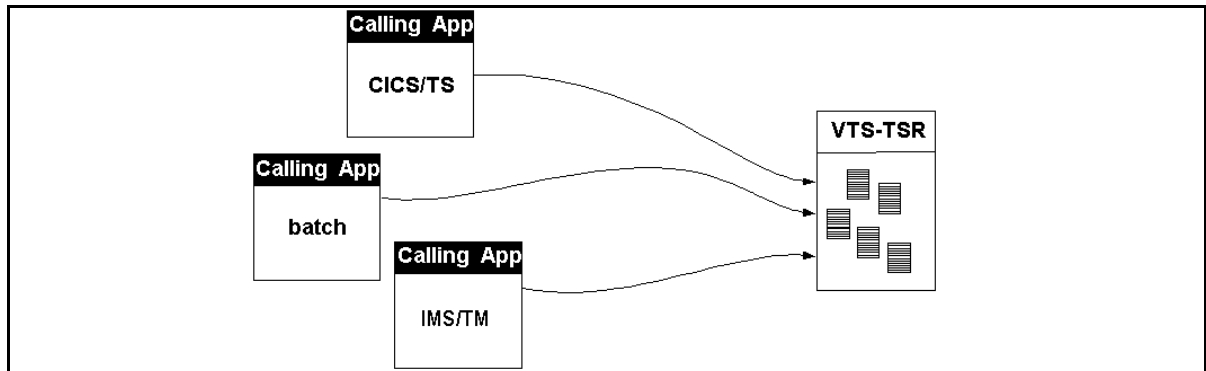 Calling App
CICS/TS
VTS-TSR
Calling App
batch
Calling App
IMS/TM